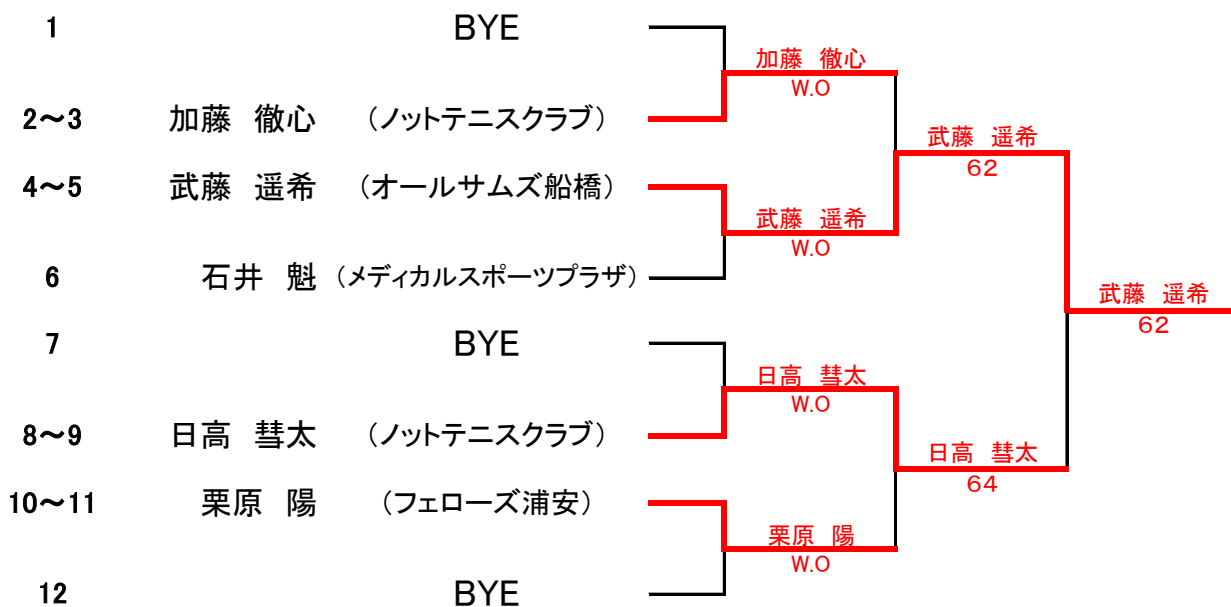 1 BYE
2～3 加藤　徹心 （ノットテニスクラブ）
4～5 武藤　遥希 （オールサムズ船橋）
6 石井　魁 （メディカルスポーツプラザ）
7 BYE
8～9 日高　彗太 （ノットテニスクラブ）
10～11 栗原　陽 （フェローズ浦安）
12 BYE
加藤　徹心
W.O
武藤　遥希
W.O
日高　彗太
W.O
栗原　陽
W.O
武藤　遥希
62
日高　彗太
64
武藤　遥希
62